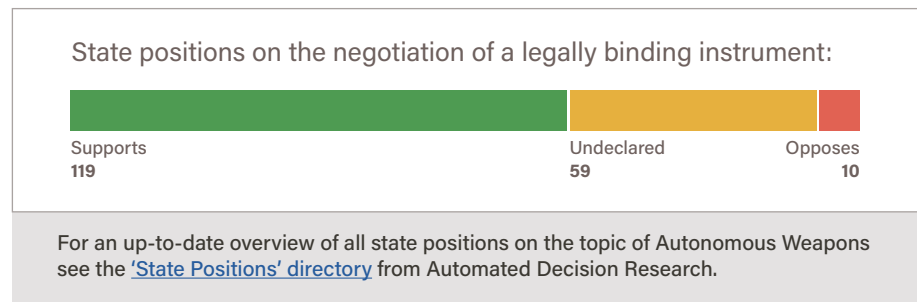 State positions on the negotiation of a legally binding instrument:
Supports Undeclared Opposes
119 59 10
For an up-to-date overview of all state positions on the topic of Autonomous Weapons
see the ‘State Positions’ directory from Automated Decision Research.